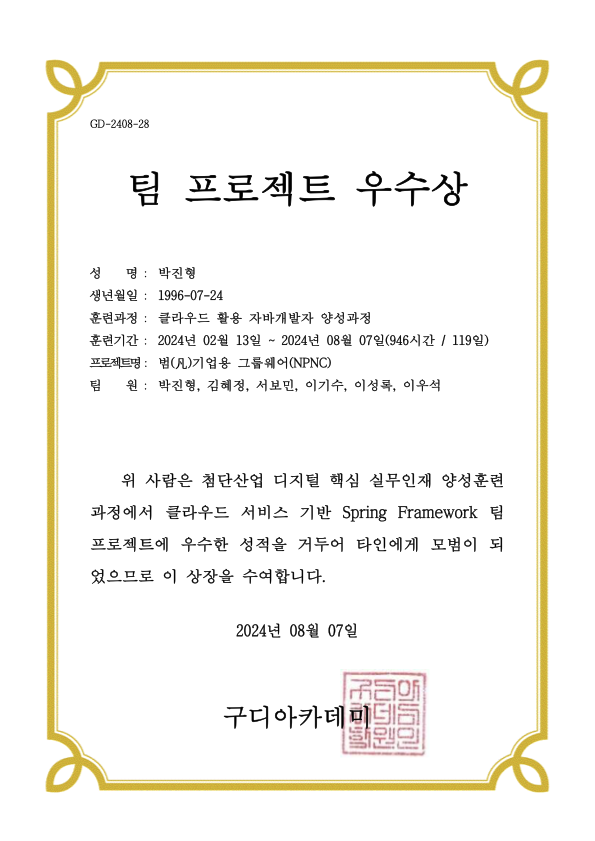 GD-2408-28
팀 프로젝트 우수상
성 명 : 박진형
생년월일 : 1996-07-24
훈련과정 : 클라우드 활용 자바개발자 양성과정
훈련기간 : 2024년 02월 13일 ~ 2024년 08월 07일(946시간 / 119일)
프로젝트명 : 범(凡)기업용 그룹웨어(NPNC)
팀 원 : 박진형, 김혜정, 서보민, 이기수, 이성록, 이우석
위 사람은 첨단산업 디지털 핵심 실무인재 양성훈련
과정에서 클라우드 서비스 기반 Spring Framework 팀
프로젝트에 우수한 성적을 거두어 타인에게 모범이 되
었으므로 이 상장을 수여합니다.
2024년 08월 07일
구디아카데미